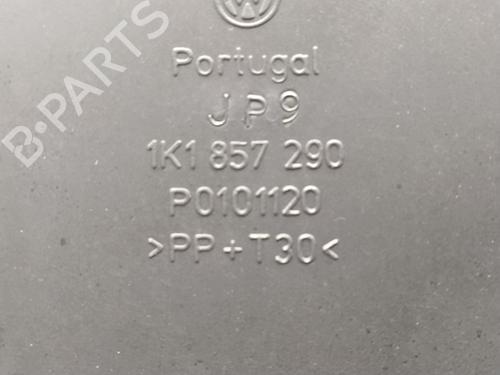 B-PARTS
Portugal
JP9
1K1 857 290
P0101120
>PP+T30<